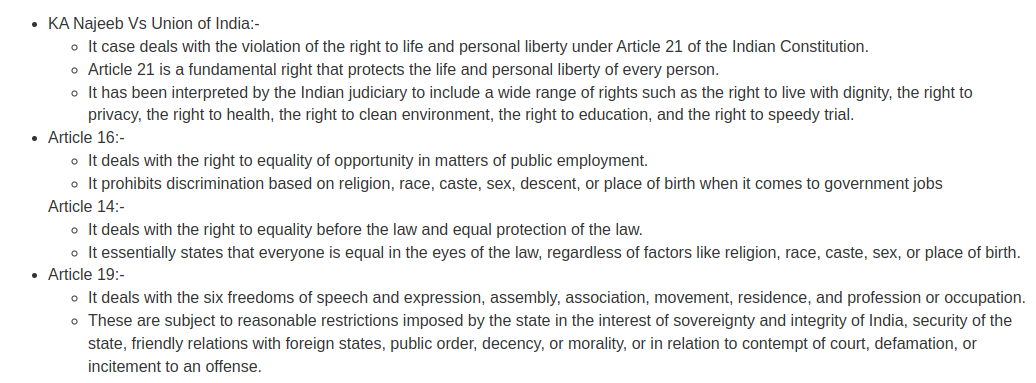 KA Najeeb Vs Union of India:-
It case deals with the violation of the right to life and personal liberty under Article 21 of the Indian Constitution.
Article 21 is a fundamental right that protects the life and personal liberty of every person.
It has been interpreted by the Indian judiciary to include a wide range of rights such as the right to live with dignity, the right to
privacy, the right to health, the right to clean environment, the right to education, and the right to speedy trial.
Article 16:-
It deals with the right to equality of opportunity in matters of public employment.
It prohibits discrimination based on religion, race, caste, sex, descent, or place of birth when it comes to government jobs
Article 14:-
It deals with the right to equality before the law and equal protection of the law.
It essentially states that everyone is equal in the eyes of the law, regardless of factors like religion, race, caste, sex, or place of birth.
Article 19:-
It deals with the six freedoms of speech and expression, assembly, association, movement, residence, and profession or occupation.
These are subject to reasonable restrictions imposed by the state in the interest of sovereignty and integrity of India, security of the
state, friendly relations with foreign states, public order, decency, or morality, or in relation to contempt of court, defamation, or
incitement to an offense.